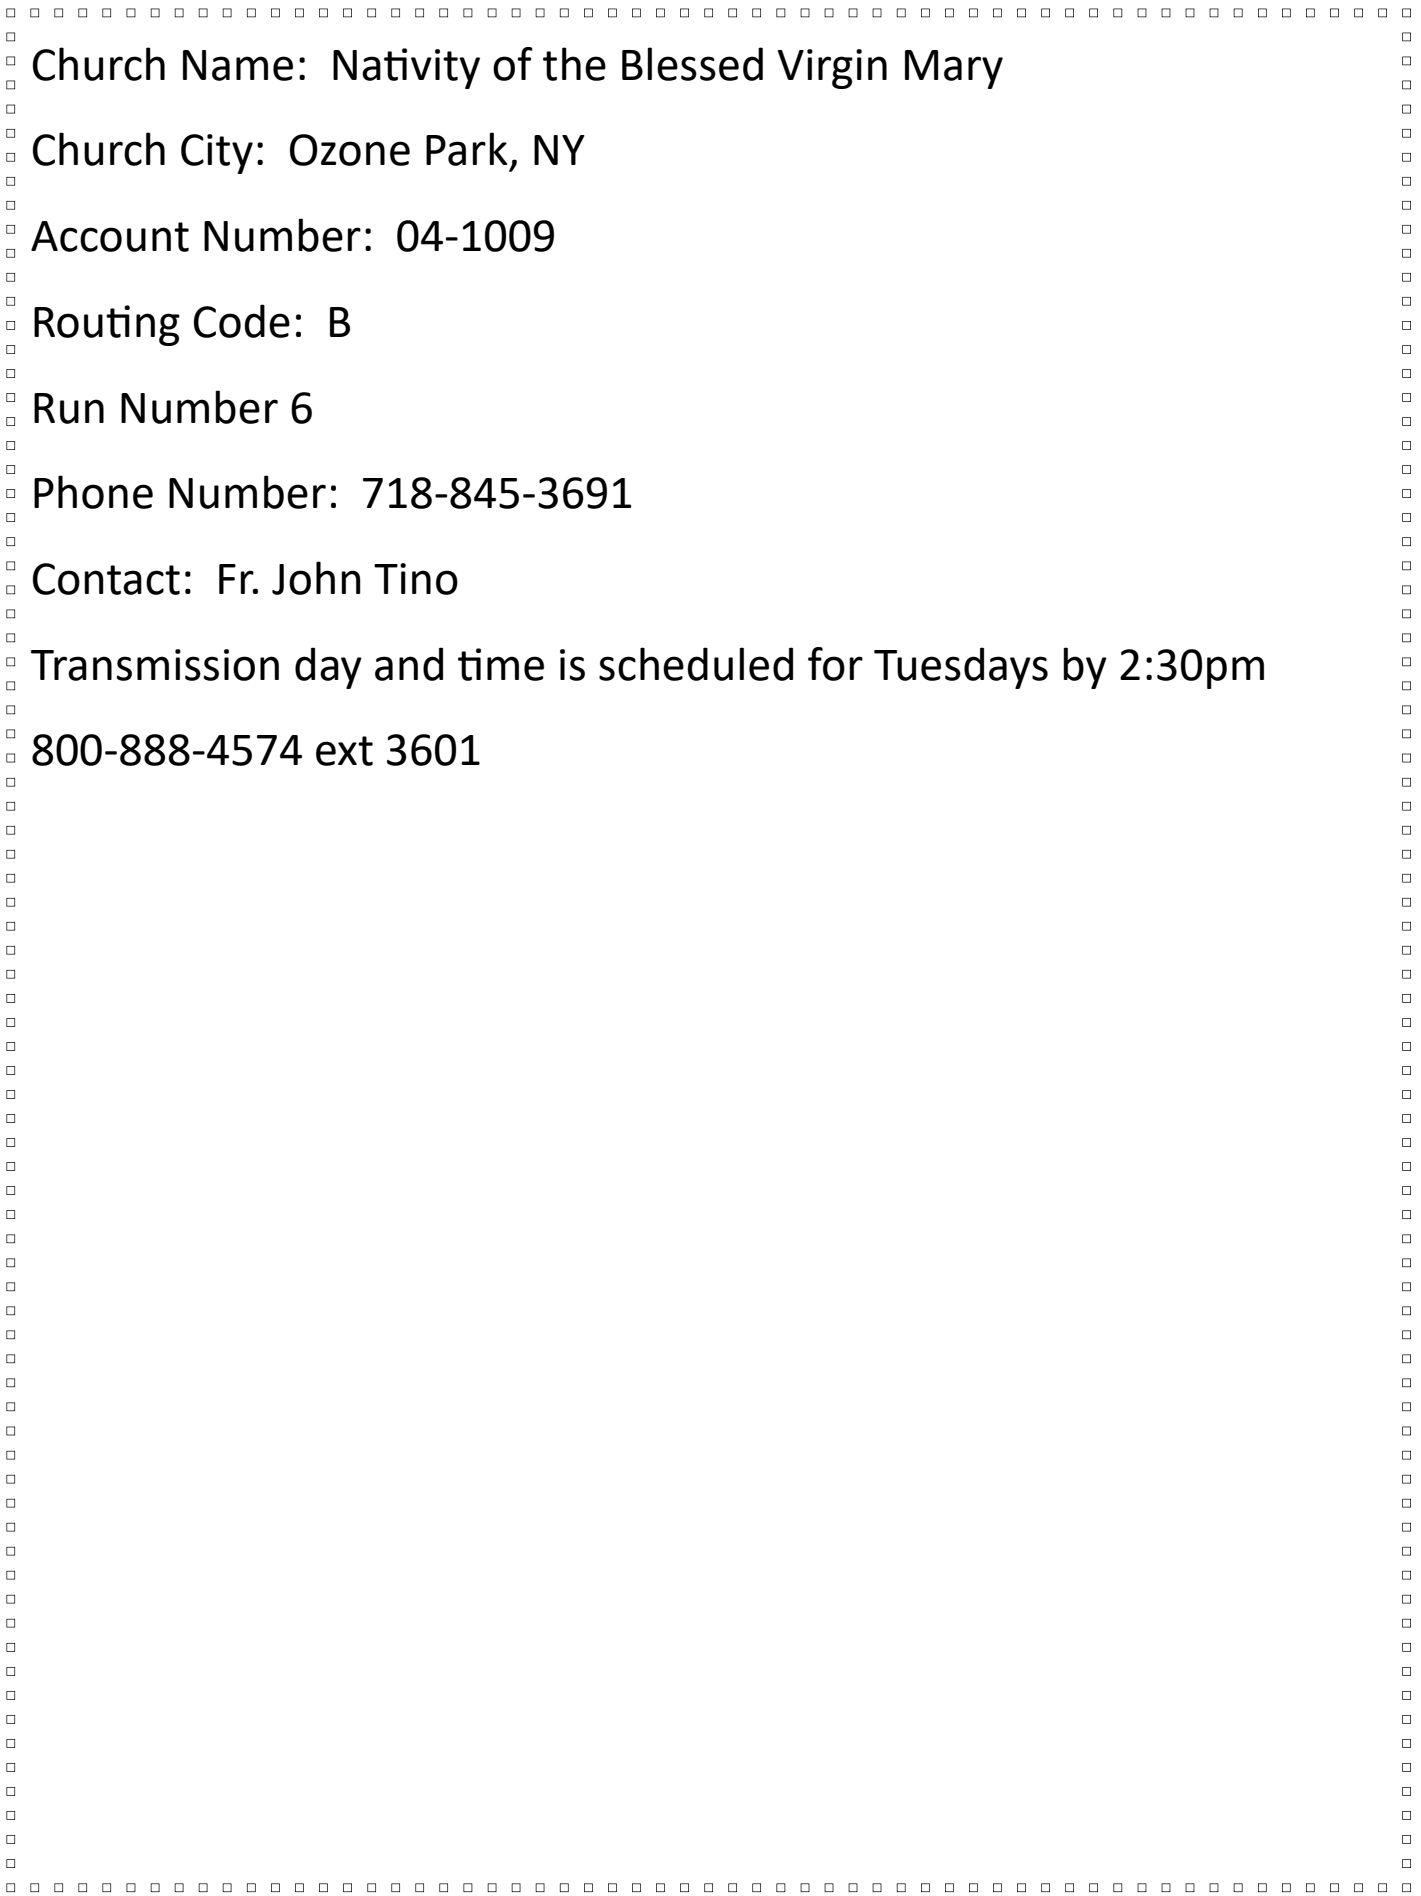 Church Name:  Nativity of the Blessed Virgin Mary
Church City:  Ozone Park, NY
Account Number:  04-1009
Routing Code:  B
Run Number 6
Phone Number:  718-845-3691
Contact:  Fr. John Tino
Transmission day and time is scheduled for Tuesdays by 2:30pm
800-888-4574 ext 3601